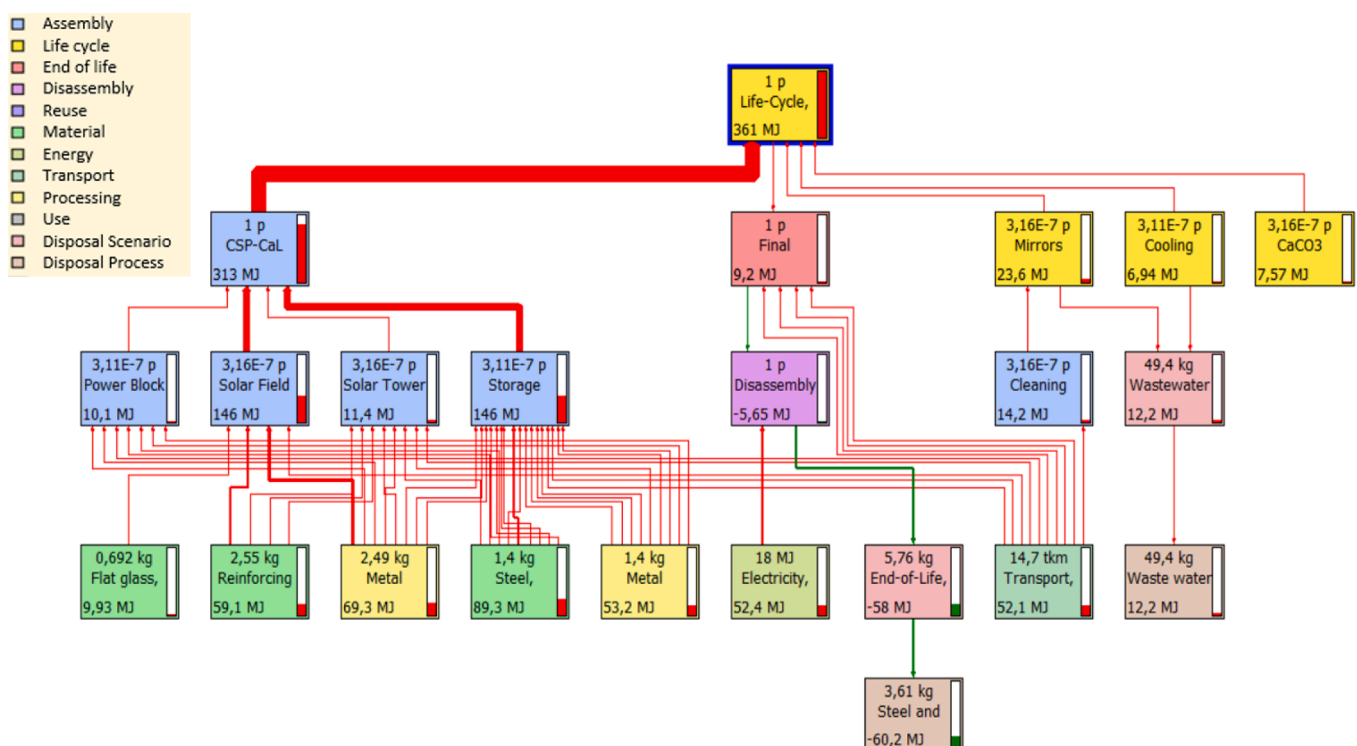 Assembly
Life cycle
End of life
Disassembly
Reuse
Material
Energy
Transport
Processing
Use
Disposal Scenario
Disposal Process
1 p
Life-Cycle,
361 MJ
1 p
CSP-CaL
313 MJ
1 p
Final
9,2 MJ
3,16E-7 p
Mirrors
23,6 MJ
3,11E-7 p
Cooling
6,94 MJ
3,16E-7 p
CaCO3
7,57 MJ
3,11E-7 p
Power Block
10,1 MJ
3,16E-7 p
Solar Field
146 MJ
3,16E-7 p
Solar Tower
11,4 MJ
3,11E-7 p
Storage
146 MJ
1 p
Disassembly
-5,65 MJ
3,16E-7 p
Cleaning
14,2 MJ
49,4 kg
Wastewater
12,2 MJ
0,692 kg
Flat glass,
9,93 MJ
2,55 kg
Reinforcing
59,1 MJ
2,49 kg
Metal
69,3 MJ
1,4 kg
Steel,
89,3 MJ
1,4 kg
Metal
53,2 MJ
18 MJ
Electricity,
52,4 MJ
5,76 kg
End-of-Life,
-58 MJ
14,7 tkm
Transport,
52,1 MJ
49,4 kg
Waste water
12,2 MJ
3,61 kg
Steel and
-60,2 MJ